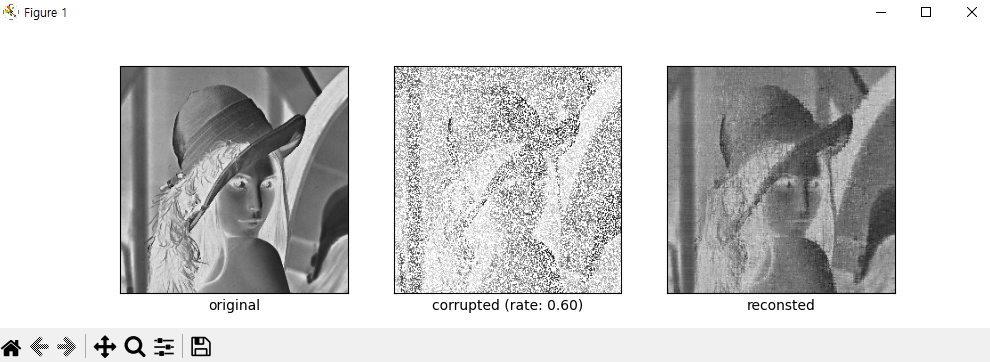 Figure 1
original
corrupted (rate: 0.60)
reconsted